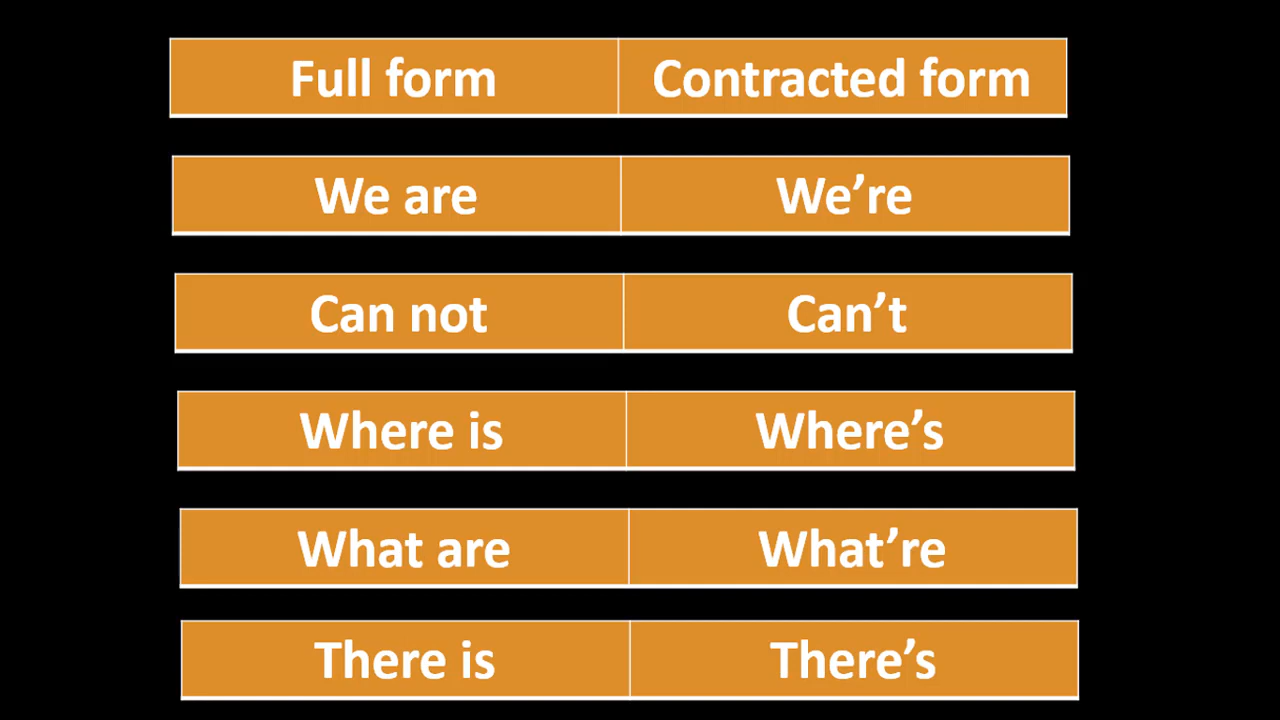 Full form Contracted form
We are We’re
Can not Can’t
Where is Where’s
What are What’re
There is There’s